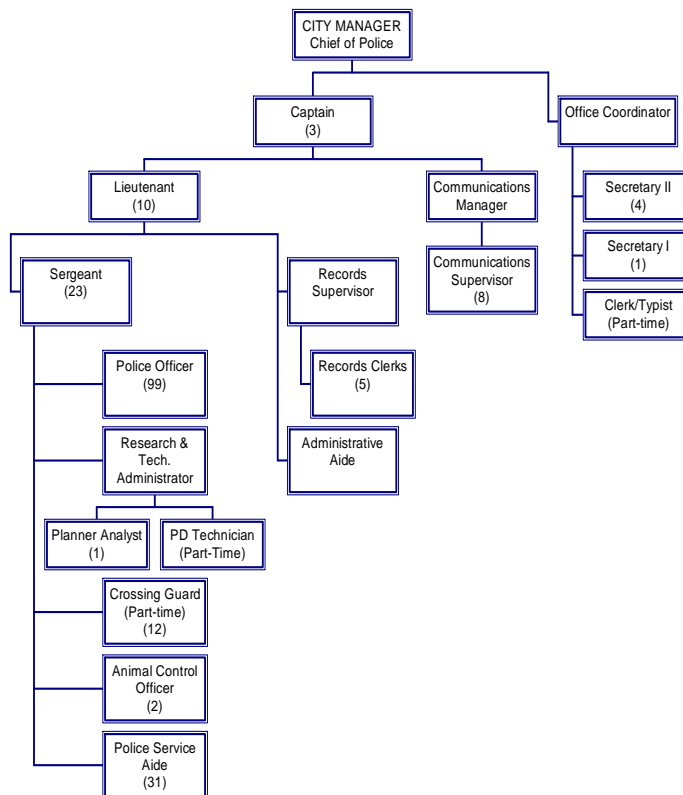 CITY MANAGER
Chief of Police
Captain
(3)
Office Coordinator
Lieutenant
(10)
Communications
Manager
Secretary II
(4)
Secretary I
(1)
Clerk/Typist
(Part-time)
Sergeant
(23)
Records
Supervisor
Communications
Supervisor
(8)
Police Officer
(99)
Records Clerks
(5)
Research &
Tech.
Administrator
Administrative
Aide
Planner Analyst
(1)
PD Technician
(Part-Time)
Crossing Guard
(Part-time)
(12)
Animal Control
Officer
(2)
Police Service
Aide
(31)